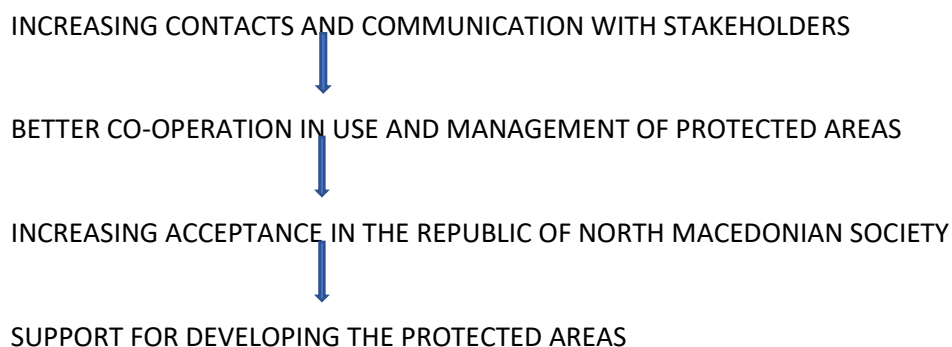 INCREASING CONTACTS AND COMMUNICATION WITH STAKEHOLDERS
BETTER CO-OPERATION IN USE AND MANAGEMENT OF PROTECTED AREAS
INCREASING ACCEPTANCE IN THE REPUBLIC OF NORTH MACEDONIAN SOCIETY
SUPPORT FOR DEVELOPING THE PROTECTED AREAS